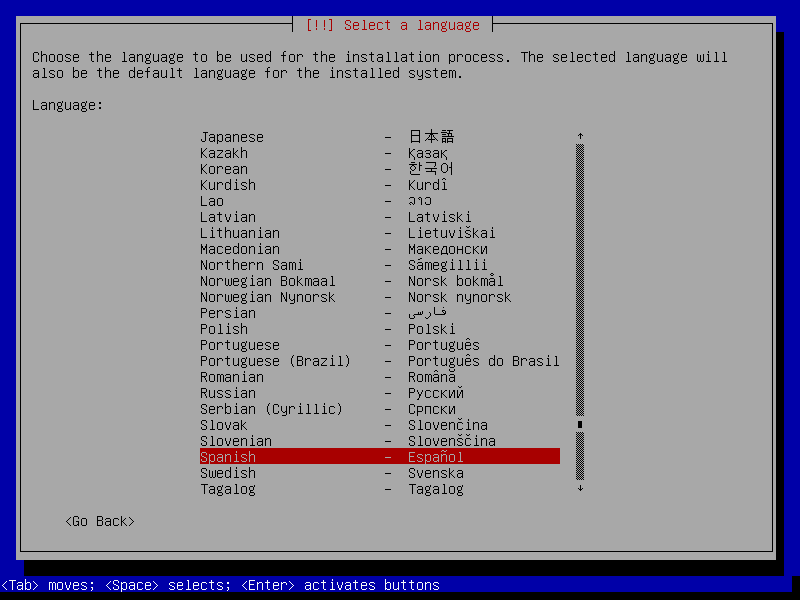 [!!] Select a language
Choose the language to be used for the installation process. The selected language will
also be the default language for the installed system.
Language:
Japanese - 日本語
Kazakh - Қазақ
Korean - 한국어
Kurdish - Kurdî
Lao - ລາວ
Latvian - Latviski
Lithuanian - Lietuviškai
Macedonian - Македонски
Northern Sami - Sámegillii
Norwegian Bokmaal - Norsk bokmål
Norwegian Nynorsk - Norsk nynorsk
Persian - فارسی
Polish - Polski
Portuguese - Português
Portuguese (Brazil) - Português do Brasil
Romanian - Română
Russian - Русский
Serbian (Cyrillic) - Српски
Slovak - Slovenčina
Slovenian - Slovenščina
Spanish - Español
Swedish - Svenska
Tagalog - Tagalog
<Go Back>
<Tab> moves; <Space> selects; <Enter> activates buttons